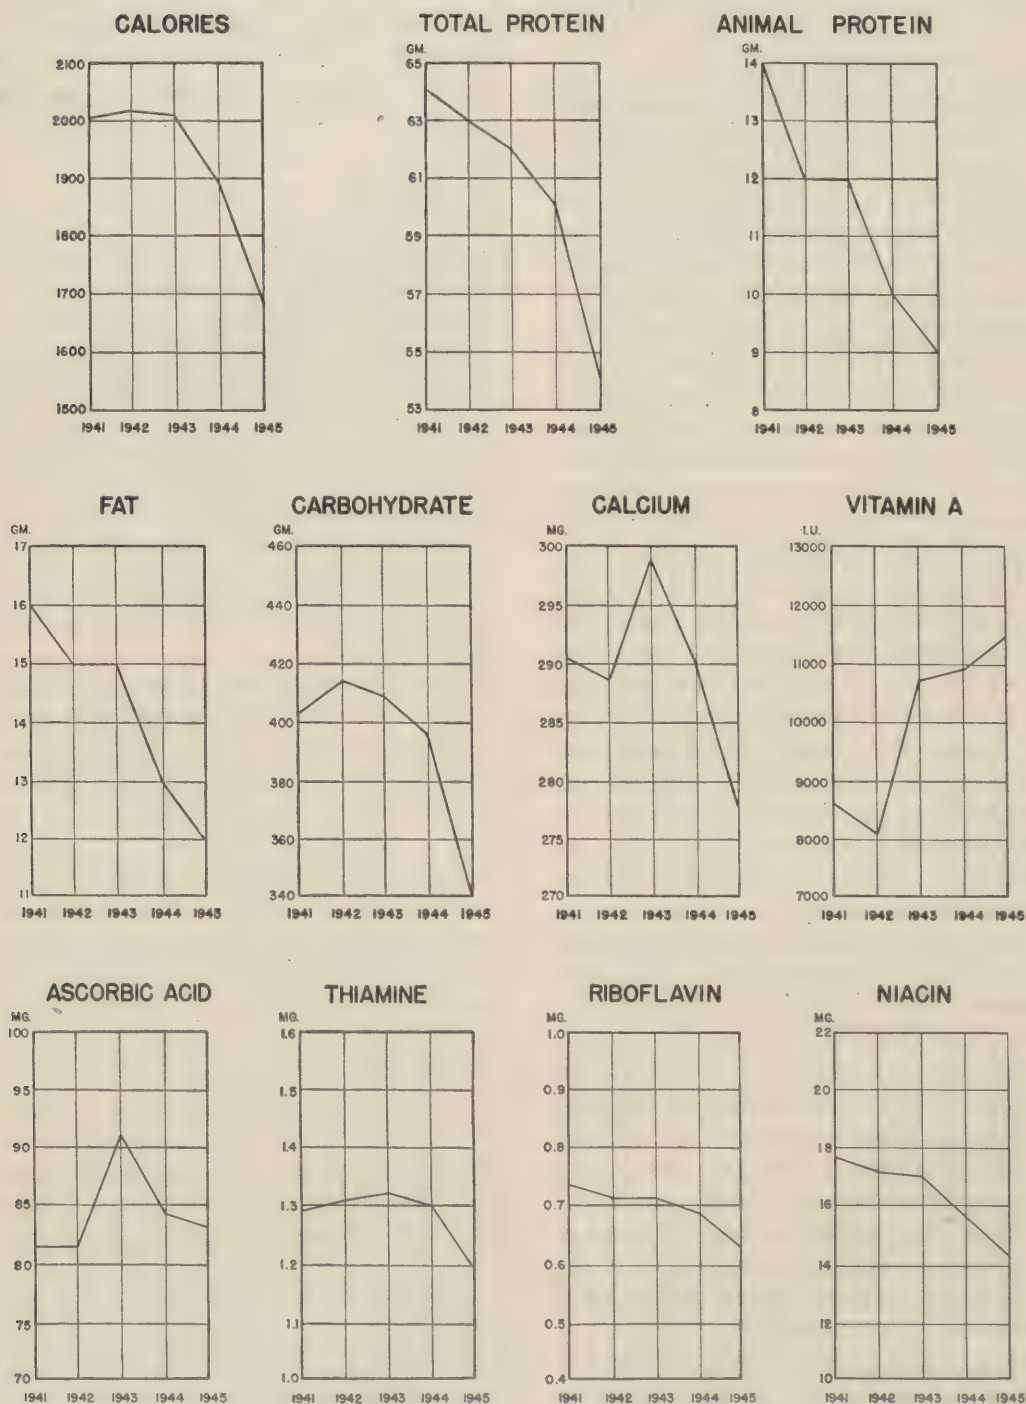 CALORIES
2100
2000
1900
1800
1700
1600
1500
1941 1942 1943 1944 1945
TOTAL PROTEIN
GM.
65
63
61
59
57
55
53
1941 1942 1943 1944 1945
ANIMAL PROTEIN
GM.
14
13
12
11
10
9
8
1941 1942 1943 1944 1945
FAT
GM.
17
16
15
14
13
12
11
1941 1942 1943 1944 1945
CARBOHYDRATE
GM.
460
440
420
400
380
360
340
1941 1942 1943 1944 1945
CALCIUM
MG.
300
295
290
285
280
275
270
1941 1942 1943 1944 1945
VITAMIN A
I.U.
13000
12000
11000
10000
9000
8000
7000
1941 1942 1943 1944 1945
ASCORBIC ACID
MG.
100
95
90
85
80
75
70
1941 1942 1943 1944 1945
THIAMINE
MG.
1.6
1.5
1.4
1.3
1.2
1.1
1.0
1941 1942 1943 1944 1945
RIBOFLAVIN
MG.
1.0
0.9
0.8
0.7
0.6
0.5
0.4
1941 1942 1943 1944 1945
NIACIN
MG.
22
20
18
16
14
12
10
1941 1942 1943 1944 1945